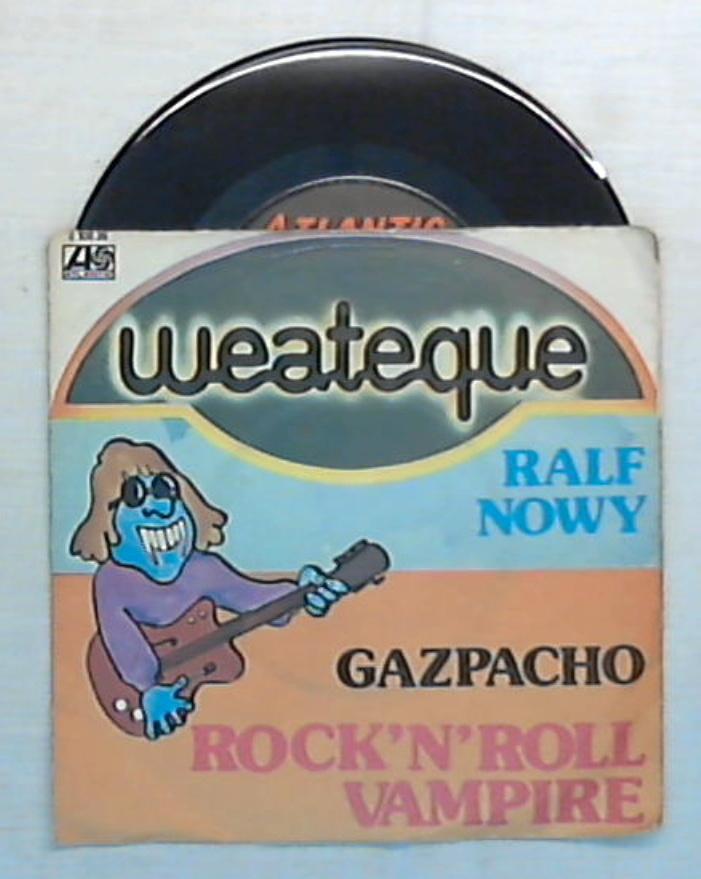 ATLANTIC
weateque
RALF
NOWY
GAZPACHO
ROCK'N'ROLL
VAMPIRE